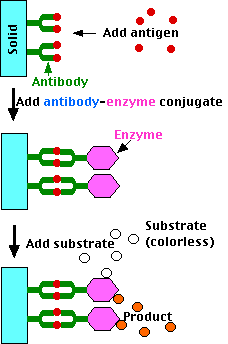 Solid
Add antigen
Antibody
Add antibody-enzyme conjugate
Enzyme
Substrate
(colorless)
Add substrate
Product